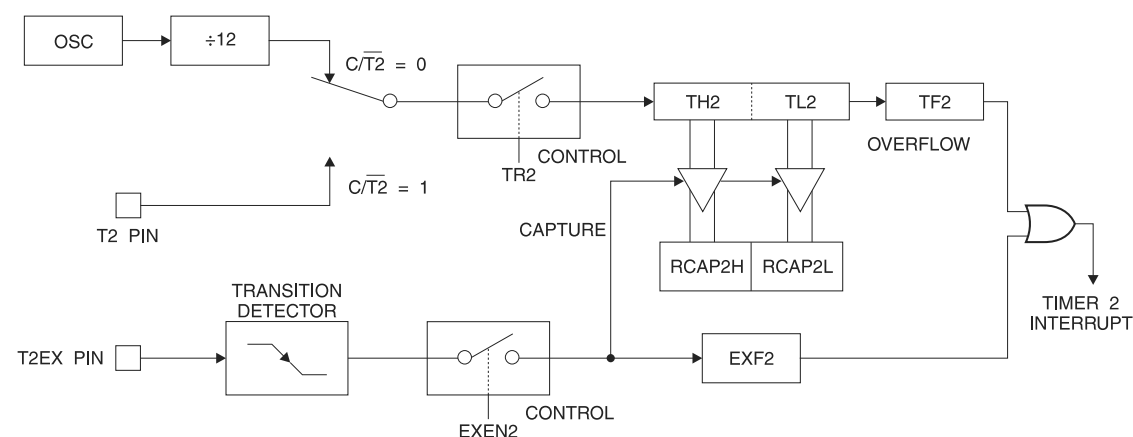 OSC
÷12
C/T2̅ = 0
TH2
TL2
TF2
OVERFLOW
CONTROL
TR2
C/T2̅ = 1
T2 PIN
CAPTURE
RCAP2H
RCAP2L
TRANSITION
DETECTOR
TIMER 2
INTERRUPT
T2EX PIN
EXF2
CONTROL
EXEN2